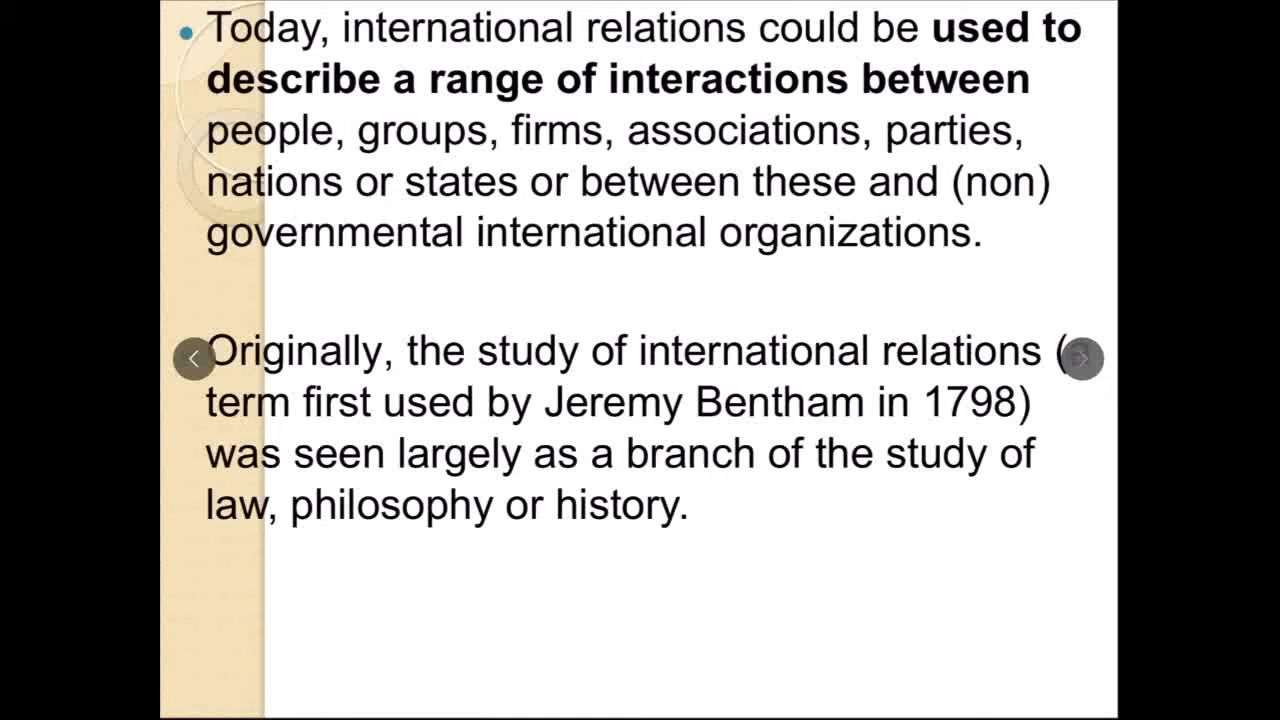 Today, international relations could be used to
describe a range of interactions between
people, groups, firms, associations, parties,
nations or states or between these and (non)
governmental international organizations.
Originally, the study of international relations (a
term first used by Jeremy Bentham in 1798)
was seen largely as a branch of the study of
law, philosophy or history.